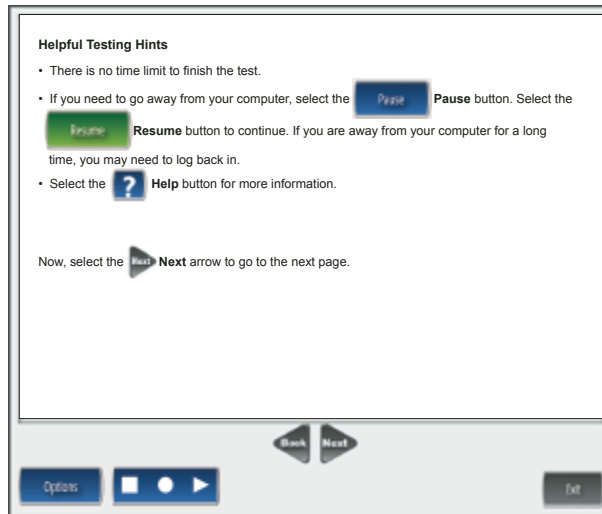 Helpful Testing Hints
• There is no time limit to finish the test.
• If you need to go away from your computer, select the Pause Pause button. Select the
Resume Resume button to continue. If you are away from your computer for a long
time, you may need to log back in.
• Select the ? Help button for more information.
Now, select the Next Next arrow to go to the next page.
Back Next
Options Exit